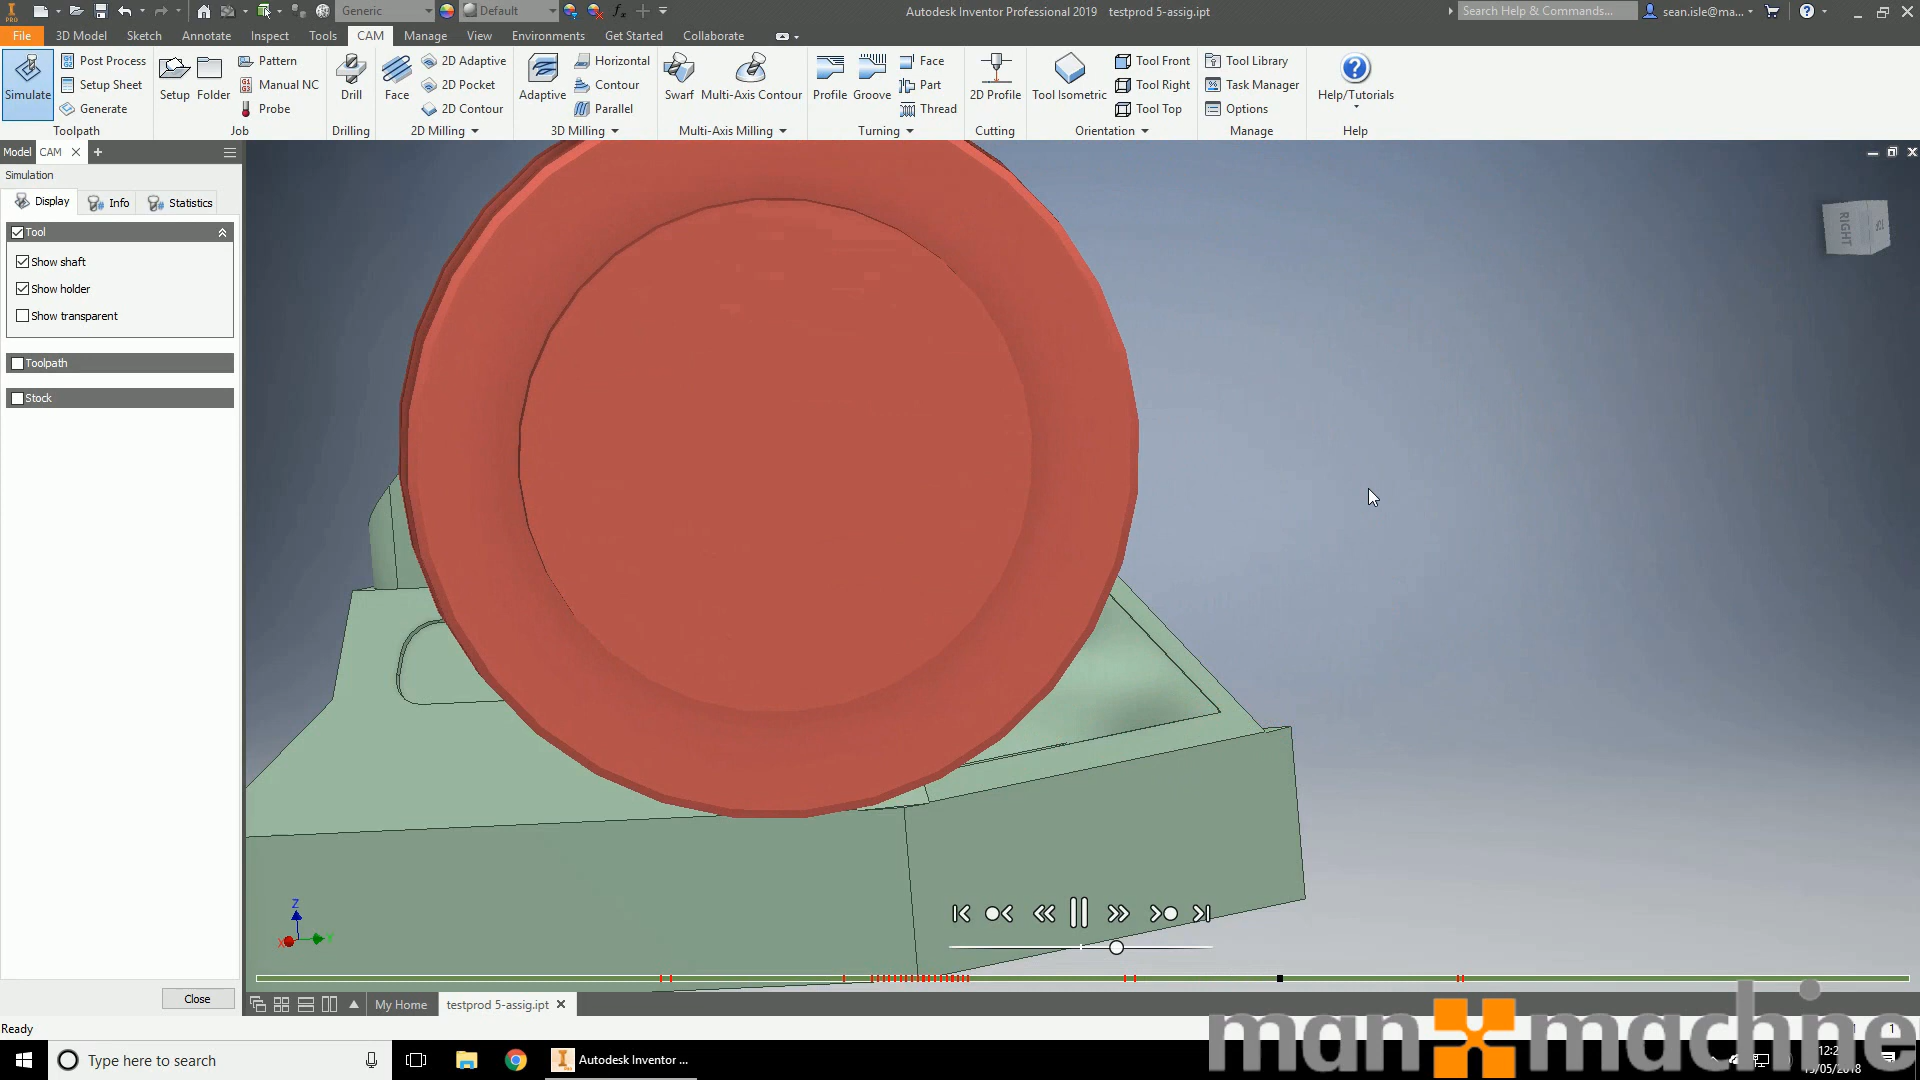 Generic
Default
Autodesk Inventor Professional 2019 testprod 5-assig.ipt
Search Help & Commands...
sean.isle@ma...
PRO
File
3D Model
Sketch
Annotate
Inspect
Tools
CAM
Manage
View
Environments
Get Started
Collaborate
Simulate
Post Process
Setup Sheet
Generate
Toolpath
Setup
Folder
Pattern
Manual NC
Probe
Job
Drill
Drilling
Face
2D Adaptive
2D Pocket
2D Contour
2D Milling
Adaptive
Horizontal
Contour
Parallel
3D Milling
Swarf
Multi-Axis Contour
Multi-Axis Milling
Profile
Groove
Face
Part
Thread
Turning
2D Profile
Cutting
Tool Isometric
Tool Front
Tool Right
Tool Top
Orientation
Tool Library
Task Manager
Options
Manage
Help/Tutorials
Help
Model
CAM
Simulation
Display
Info
Statistics
Tool
Show shaft
Show holder
Show transparent
Toolpath
Stock
Close
RIGHT
Z
X
Y
My Home
testprod 5-assig.ipt
Ready
1
man machine
Type here to search
Autodesk Inventor ...